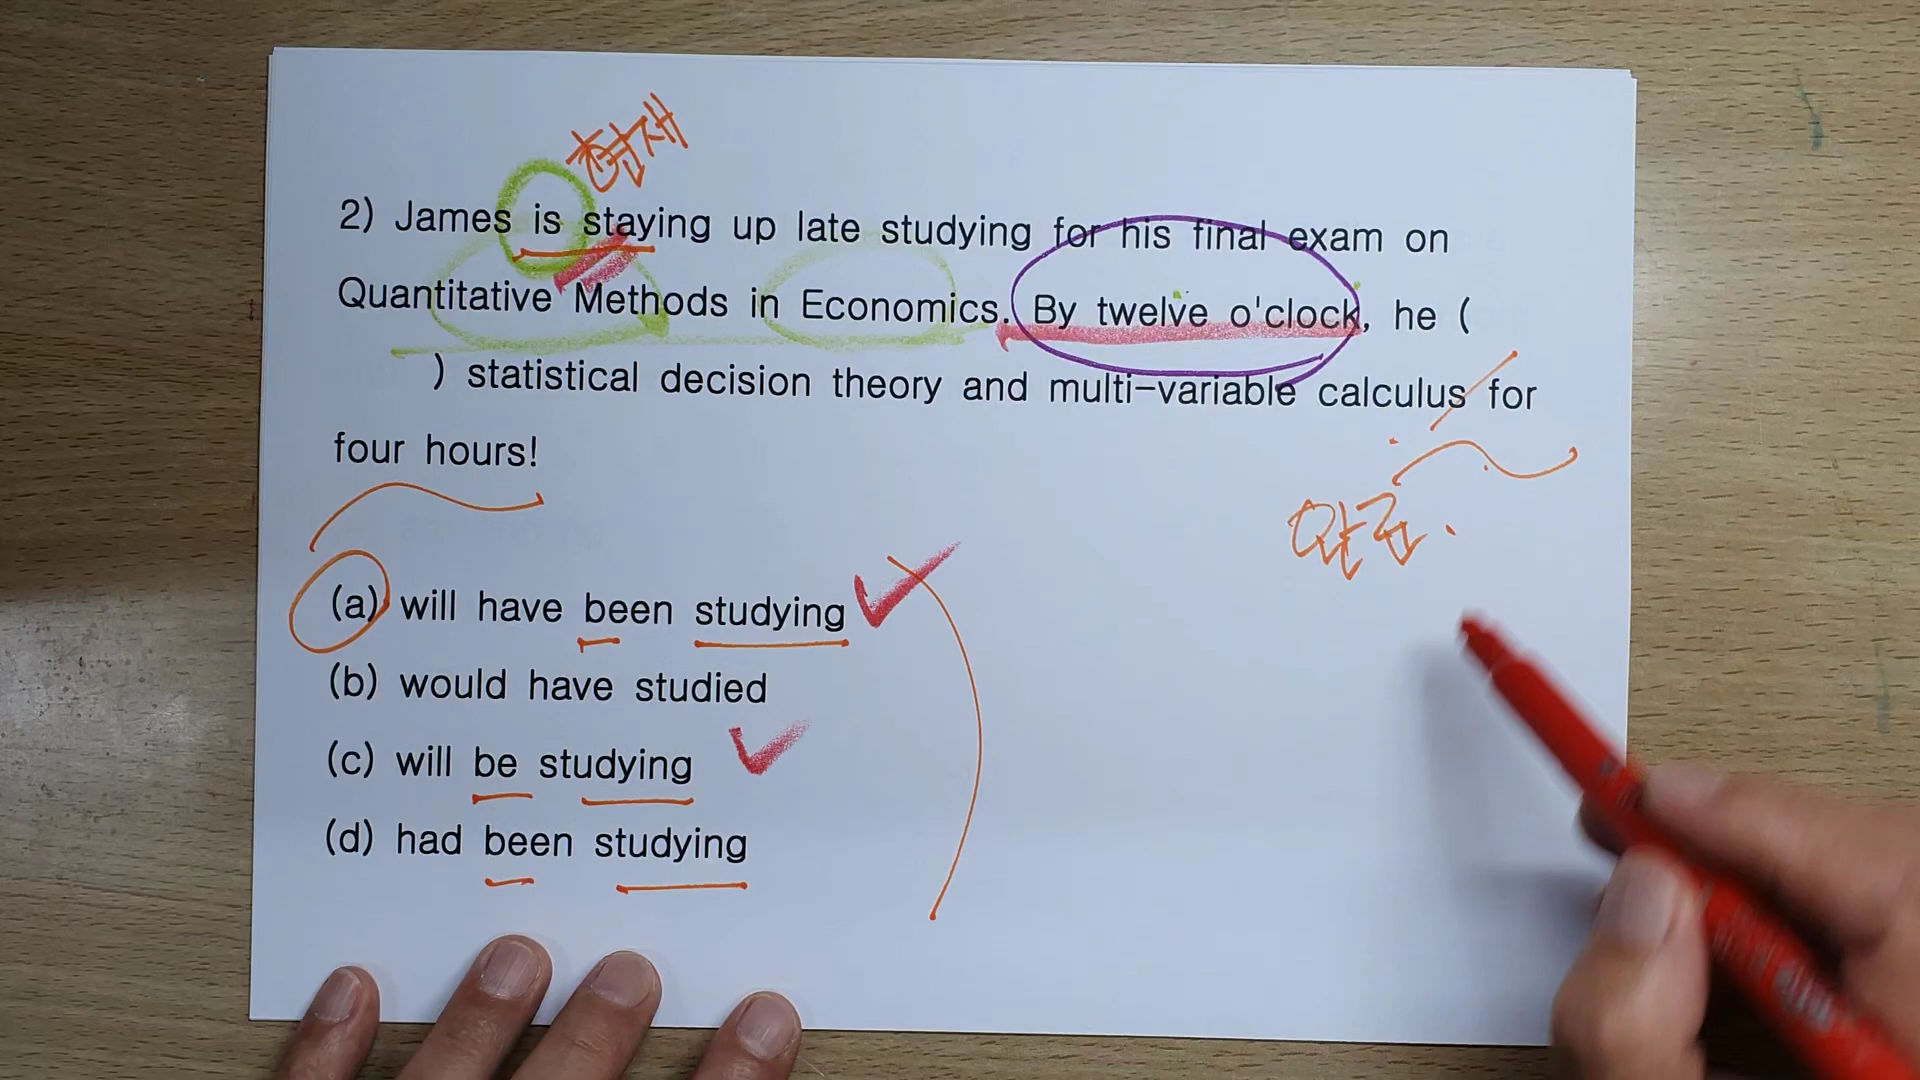 현재
2) James is staying up late studying for his final exam on
Quantitative Methods in Economics. By twelve o'clock, he (
) statistical decision theory and multi-variable calculus for
four hours!
완료.
(a) will have been studying
(b) would have studied
(c) will be studying
(d) had been studying